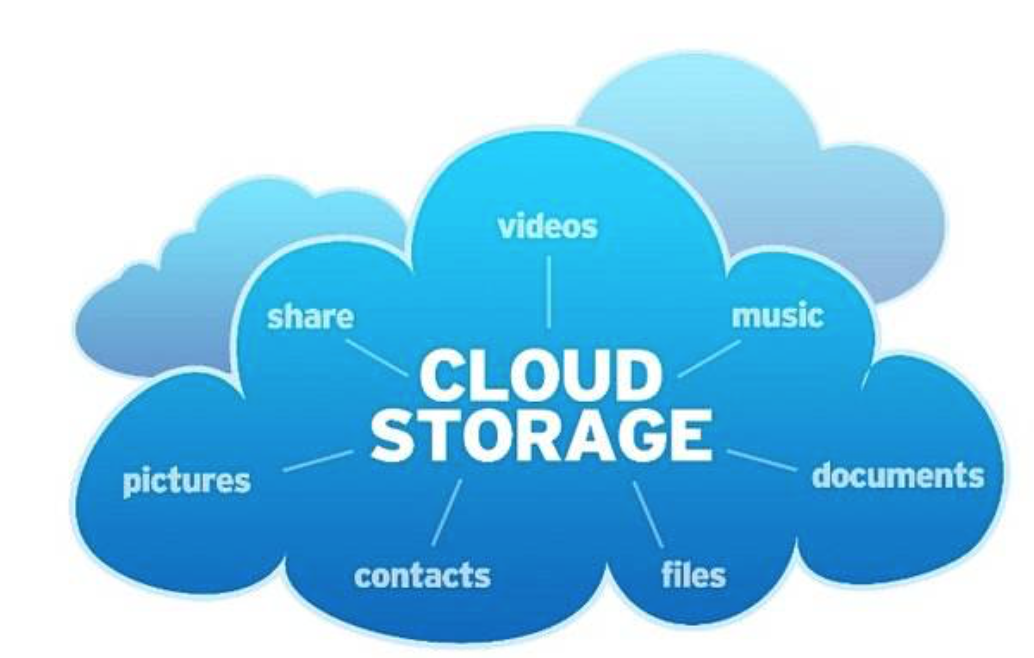 videos
share
music
CLOUD
STORAGE
pictures
documents
contacts
files